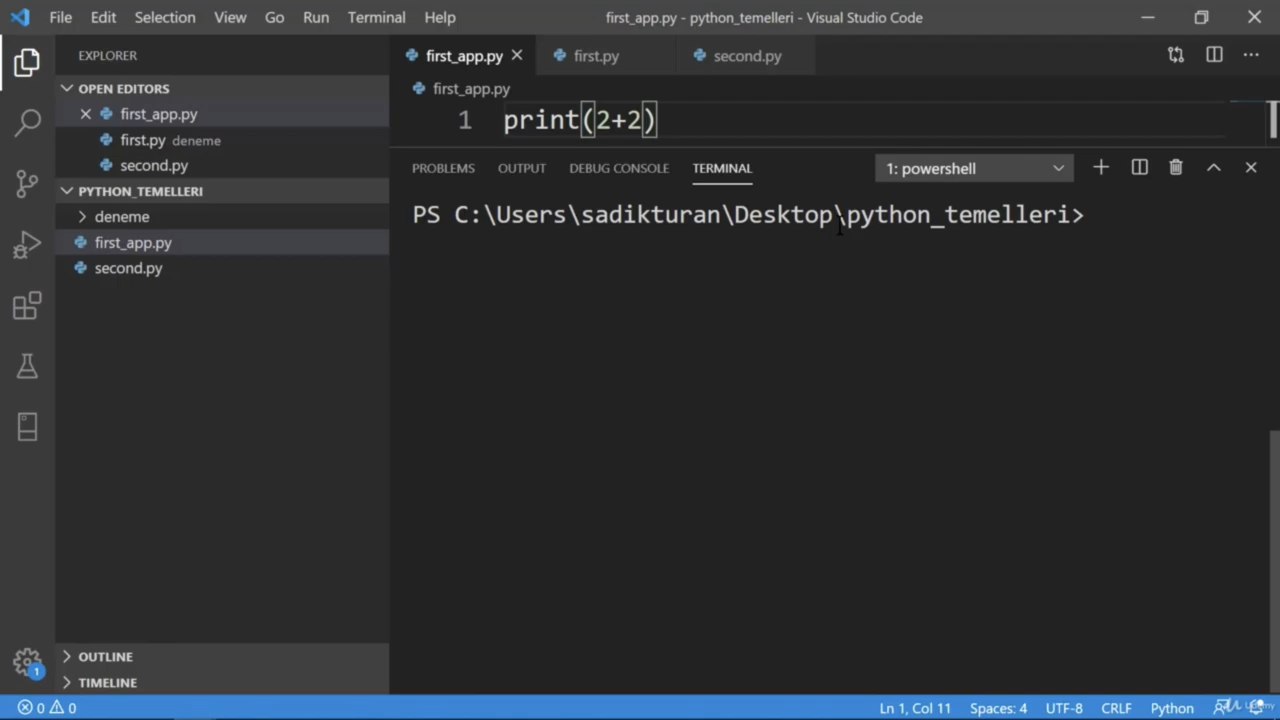 File Edit Selection View Go Run Terminal Help first_app.py - python_temelleri - Visual Studio Code
EXPLORER
OPEN EDITORS
first_app.py
first.py deneme
second.py
PYTHON_TEMELLERI
deneme
first_app.py
second.py
OUTLINE
TIMELINE
1
first_app.py first.py second.py
first_app.py
1 print(2+2)
PROBLEMS OUTPUT DEBUG CONSOLE TERMINAL 1: powershell
PS C:\Users\sadikturan\Desktop\python_temelleri>
0 0 Ln 1, Col 11 Spaces: 4 UTF-8 CRLF Python
Udemy